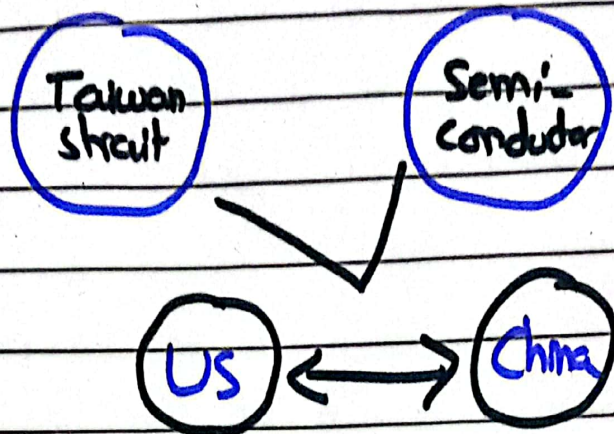 Taiwan
strait
Semi-
conductor
US
China